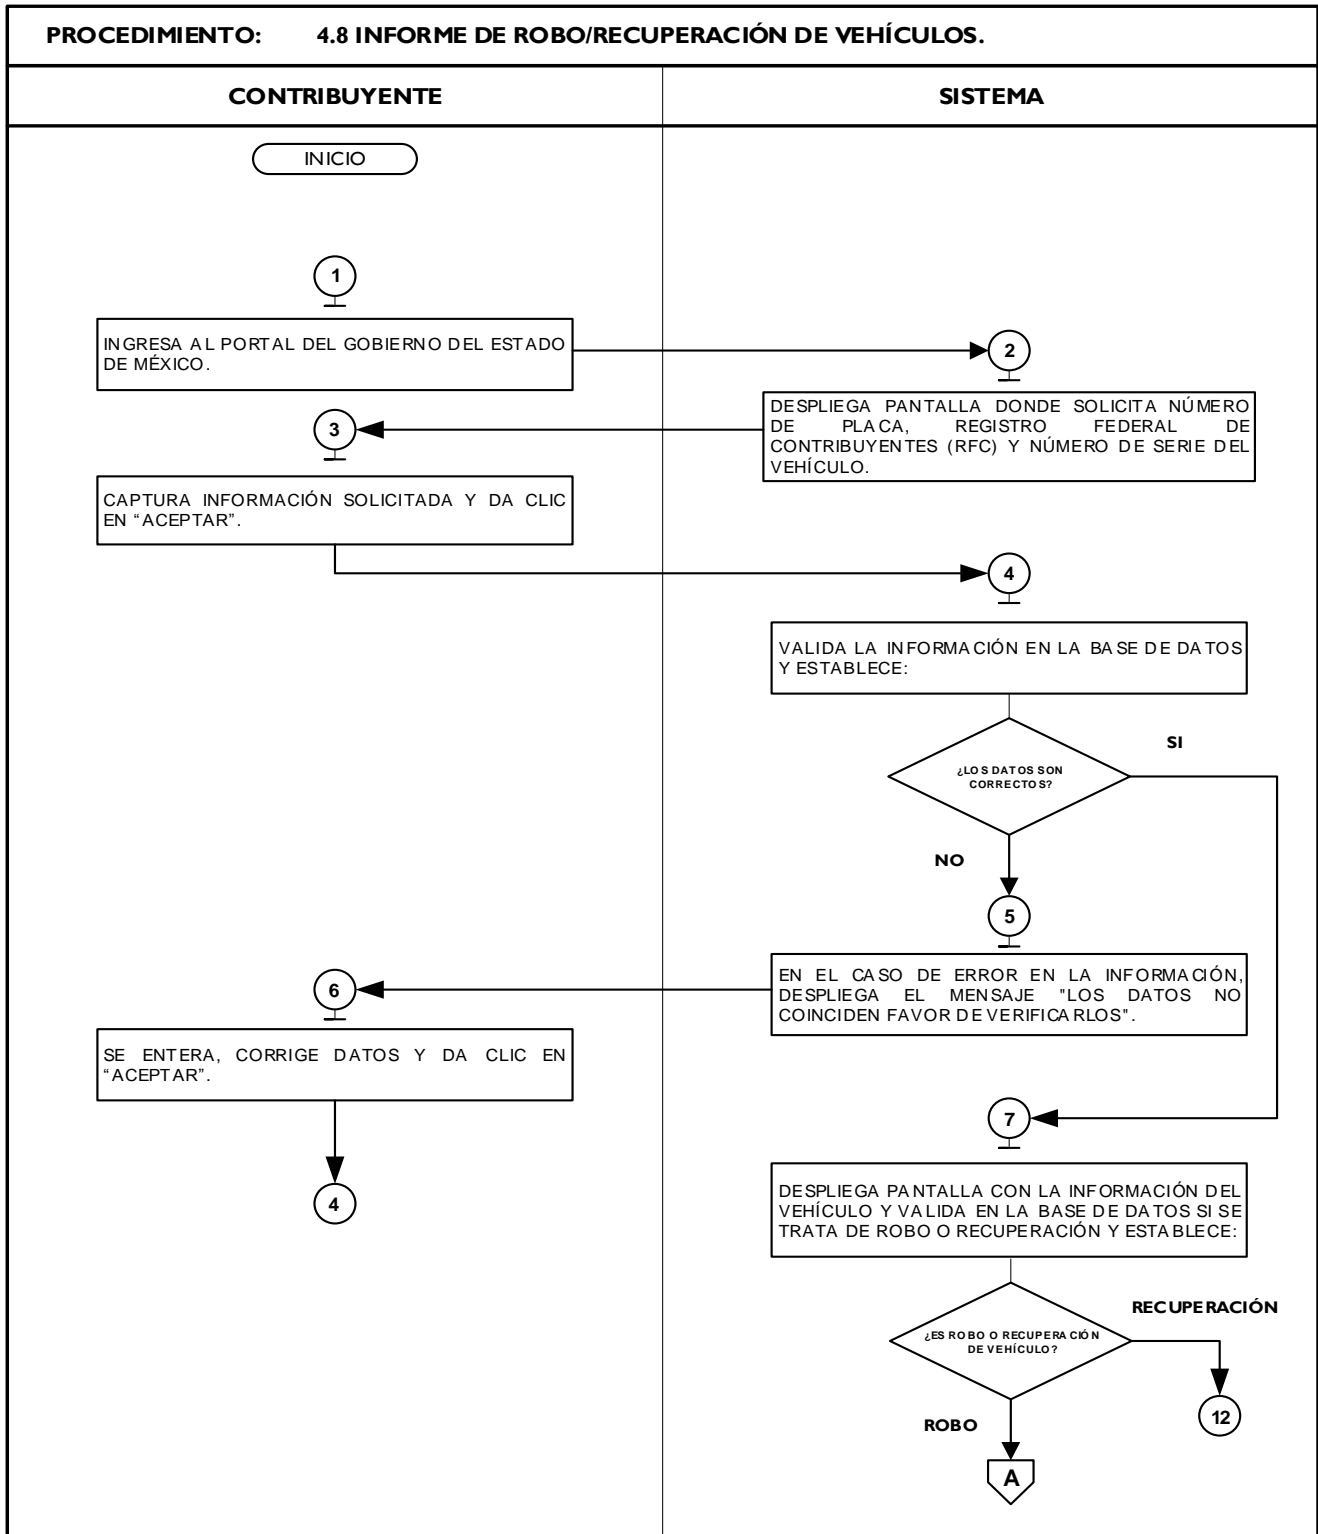 PROCEDIMIENTO: 4.8 INFORME DE ROBO/RECUPERACIÓN DE VEHÍCULOS.
CONTRIBUYENTE
SISTEMA
INICIO
1
INGRESA AL PORTAL DEL GOBIERNO DEL ESTADO
DE MÉXICO.
2
DESPLIEGA PANTALLA DONDE SOLICITA NÚMERO
DE PLACA, REGISTRO FEDERAL DE
CONTRIBUYENTES (RFC) Y NÚMERO DE SERIE DEL
VEHÍCULO.
3
CAPTURA INFORMACIÓN SOLICITADA Y DA CLIC
EN “ACEPTAR”.
4
VALIDA LA INFORMACIÓN EN LA BASE DE DATOS
Y ESTABLECE:
¿LOS DATOS SON
CORRECTOS?
SI
NO
5
EN EL CASO DE ERROR EN LA INFORMACIÓN,
DESPLIEGA EL MENSAJE "LOS DATOS NO
COINCIDEN FAVOR DE VERIFICARLOS".
6
SE ENTERA, CORRIGE DATOS Y DA CLIC EN
“ACEPTAR”.
4
7
DESPLIEGA PANTALLA CON LA INFORMACIÓN DEL
VEHÍCULO Y VALIDA EN LA BASE DE DATOS SI SE
TRATA DE ROBO O RECUPERACIÓN Y ESTABLECE:
¿ES ROBO O RECUPERACIÓN
DE VEHÍCULO?
RECUPERACIÓN
12
ROBO
A